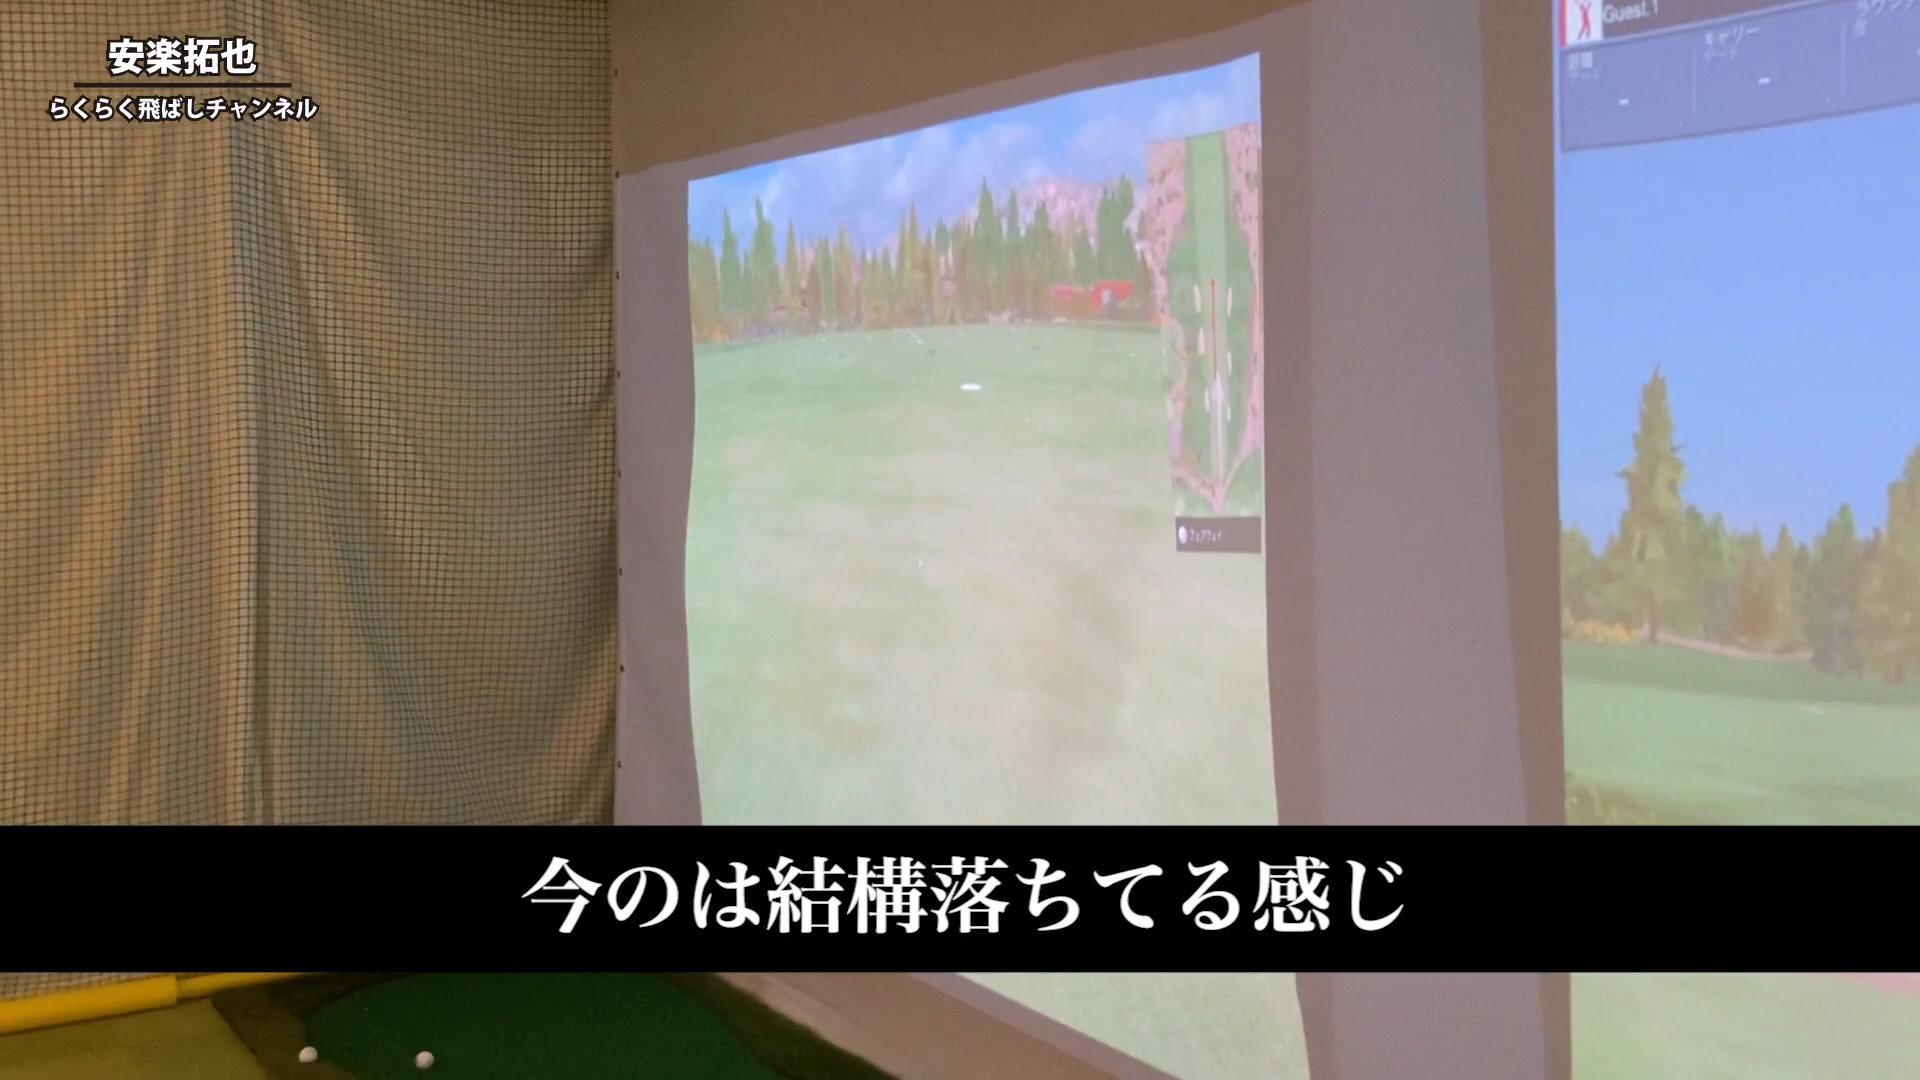 安楽拓也
らくらく飛ばしチャンネル
Guest.1
キャリー
フェアウェイ
今のは結構落ちてる感じ